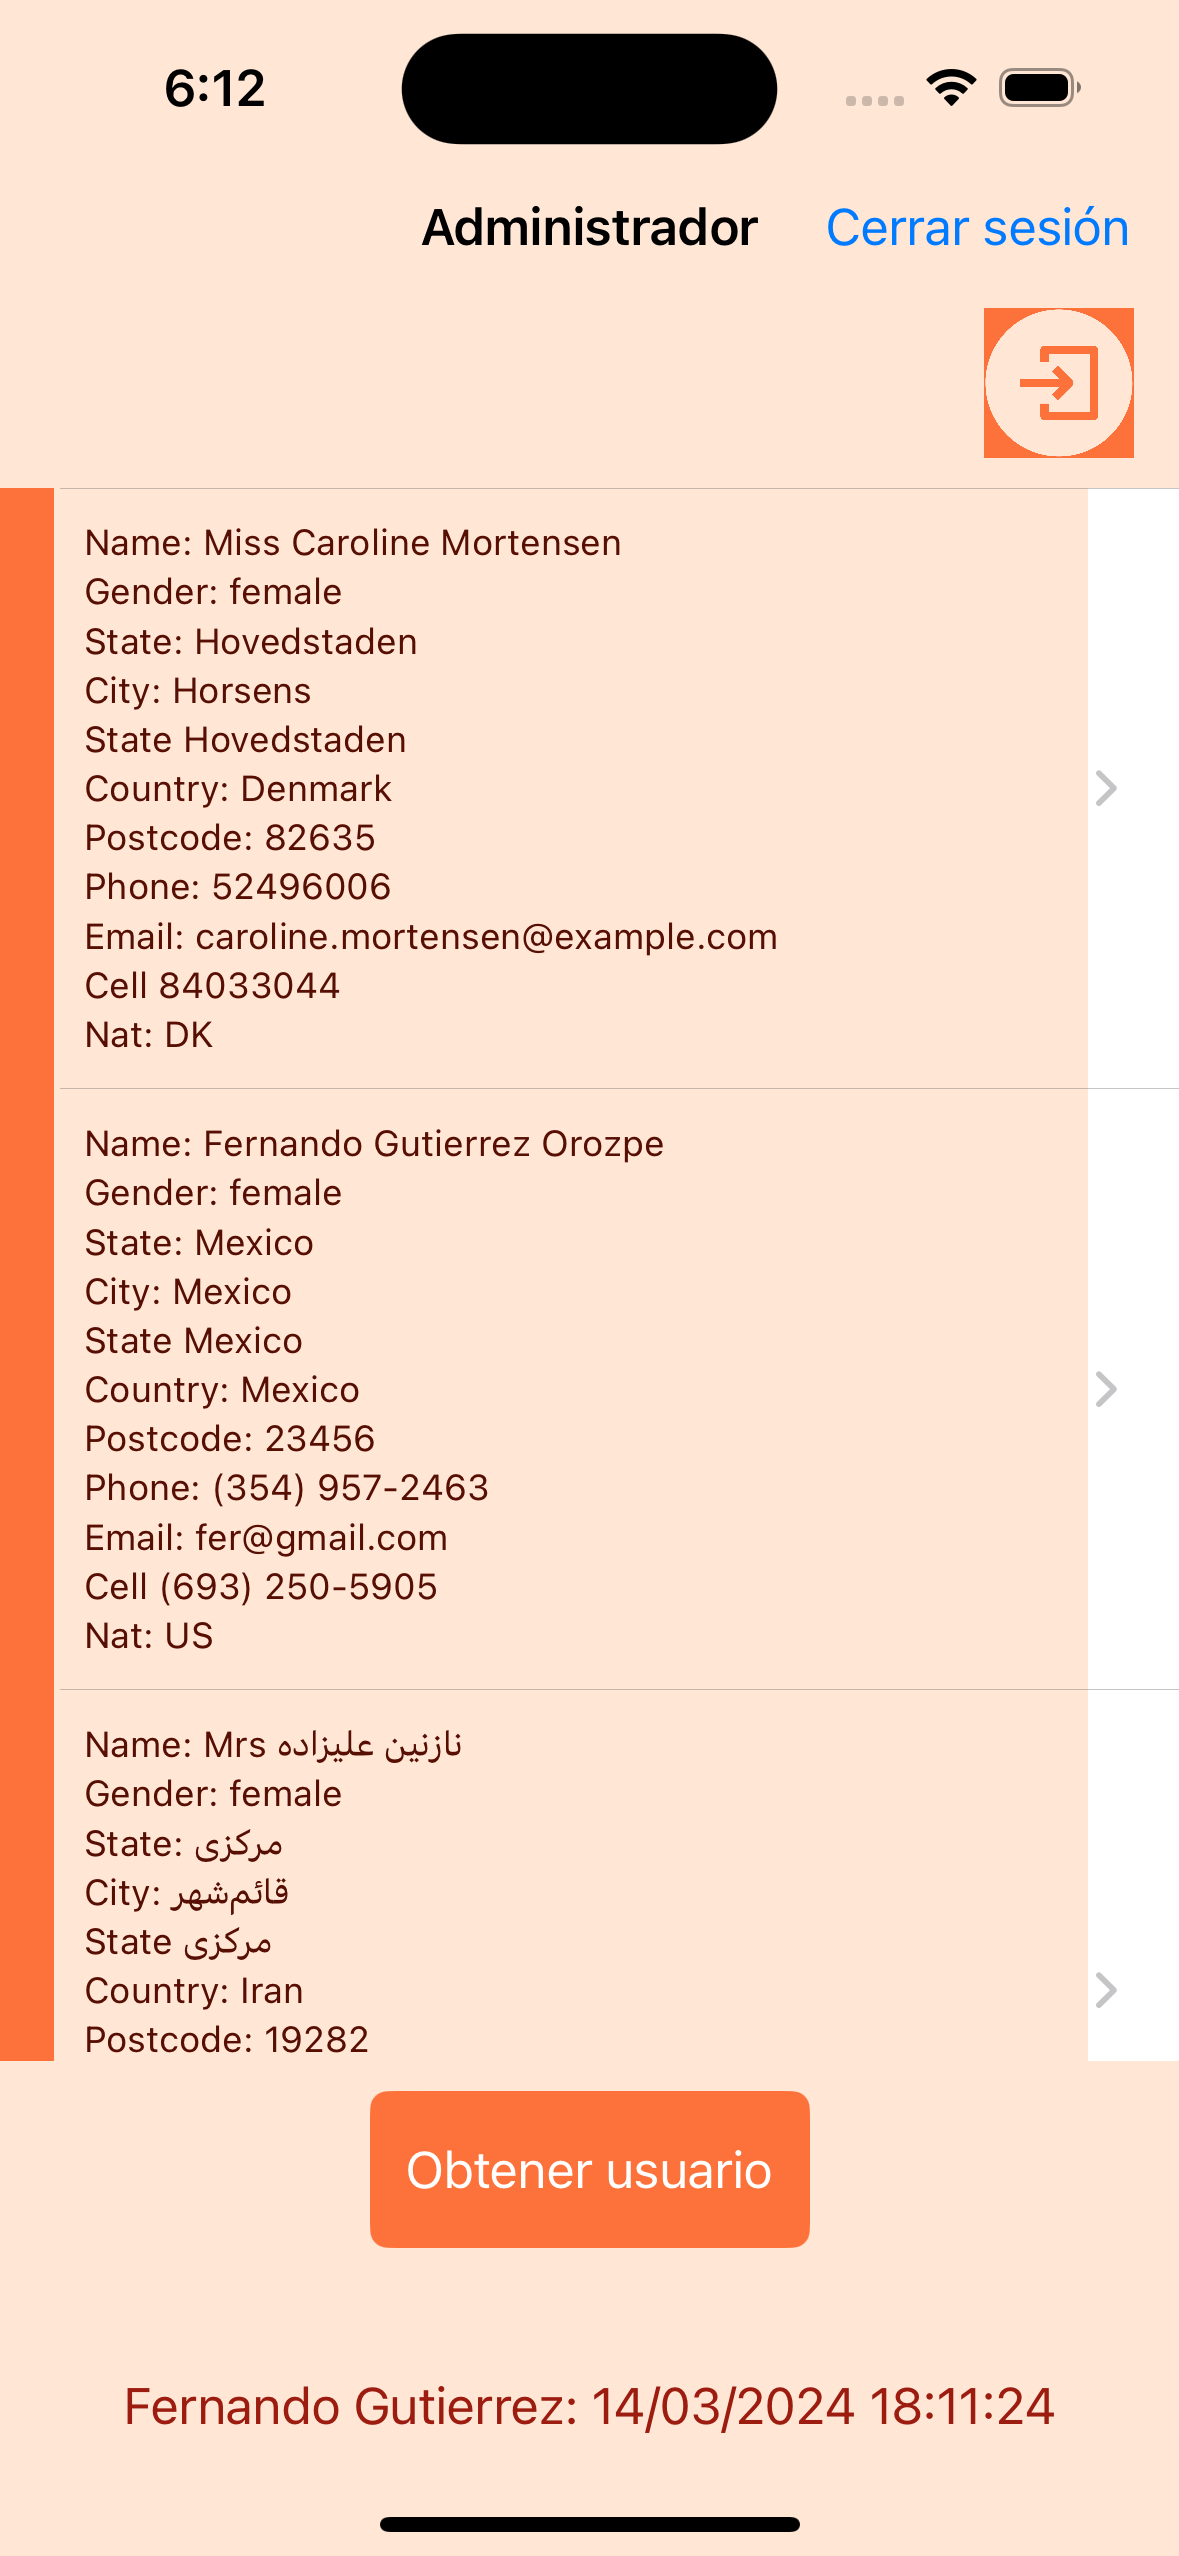 6:12
Administrador
Cerrar sesión
Name: Miss Caroline Mortensen
Gender: female
State: Hovedstaden
City: Horsens
State Hovedstaden
Country: Denmark
Postcode: 82635
Phone: 52496006
Email: caroline.mortensen@example.com
Cell 84033044
Nat: DK
Name: Fernando Gutierrez Orozpe
Gender: female
State: Mexico
City: Mexico
State Mexico
Country: Mexico
Postcode: 23456
Phone: (354) 957-2463
Email: fer@gmail.com
Cell (693) 250-5905
Nat: US
Name: Mrs نازنین علیزاده
Gender: female
State: مرکزی
City: قائم‌شهر
State مرکزی
Country: Iran
Postcode: 19282
Obtener usuario
Fernando Gutierrez: 14/03/2024 18:11:24